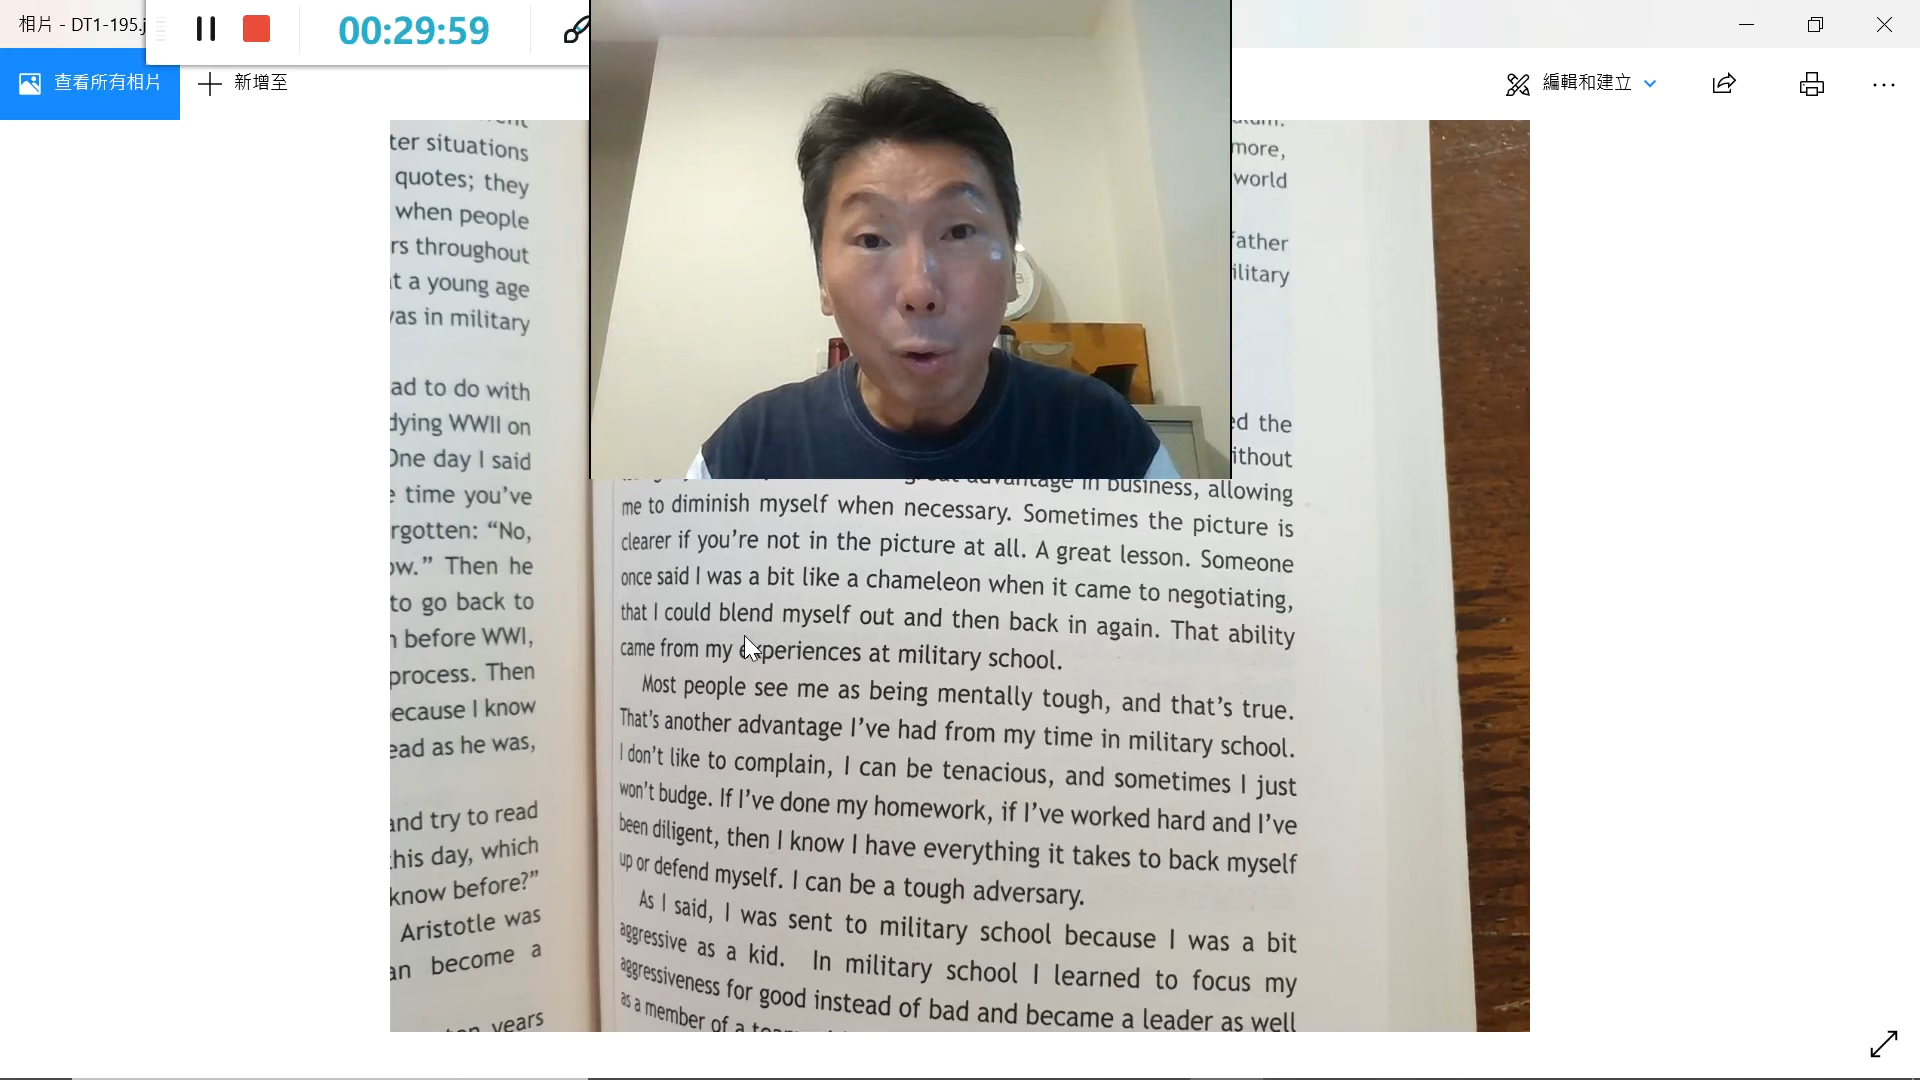 相片 - DT1-195.j
00:29:59
查看所有相片
新增至
編輯和建立
ter situations
quotes; they
when people
rs throughout
t a young age
as in military
ad to do with
dying WWII on
One day I said
time you've
rgotten: “No,
ow.” Then he
to go back to
before WWI,
process. Then
ecause I know
ead as he was,
and try to read
his day, which
know before?”
Aristotle was
an become a
years
more,
world
father
ilitary
ed the
ithout
great advantage in business, allowing
me to diminish myself when necessary. Sometimes the picture is
clearer if you're not in the picture at all. A great lesson. Someone
once said I was a bit like a chameleon when it came to negotiating,
that I could blend myself out and then back in again. That ability
came from my experiences at military school.
Most people see me as being mentally tough, and that's true.
That's another advantage I've had from my time in military school.
I don't like to complain, I can be tenacious, and sometimes I just
won't budge. If I've done my homework, if I've worked hard and I've
been diligent, then I know I have everything it takes to back myself
up or defend myself. I can be a tough adversary.
As I said, I was sent to military school because I was a bit
aggressive as a kid. In military school I learned to focus my
aggressiveness for good instead of bad and became a leader as well
as a member of a team